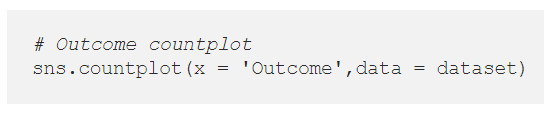 # Outcome countplot
sns.countplot(x = 'Outcome',data = dataset)